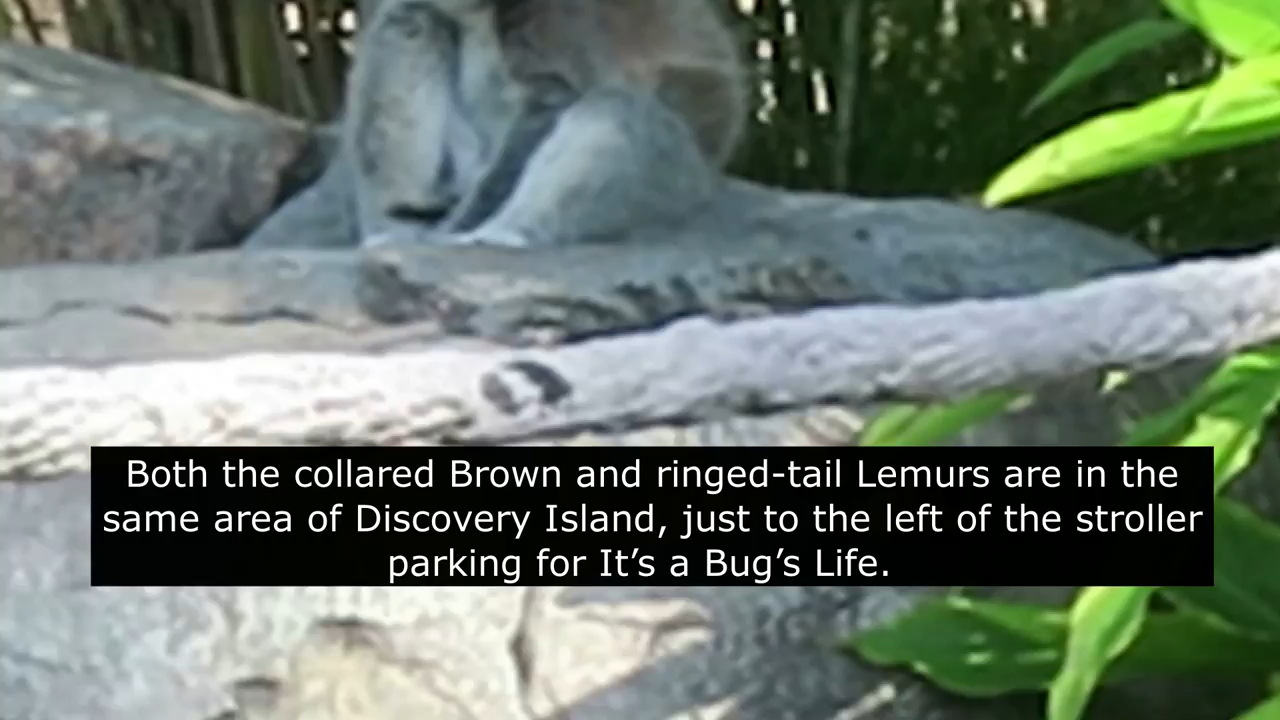 Both the collared Brown and ringed-tail Lemurs are in the
same area of Discovery Island, just to the left of the stroller
parking for It’s a Bug’s Life.